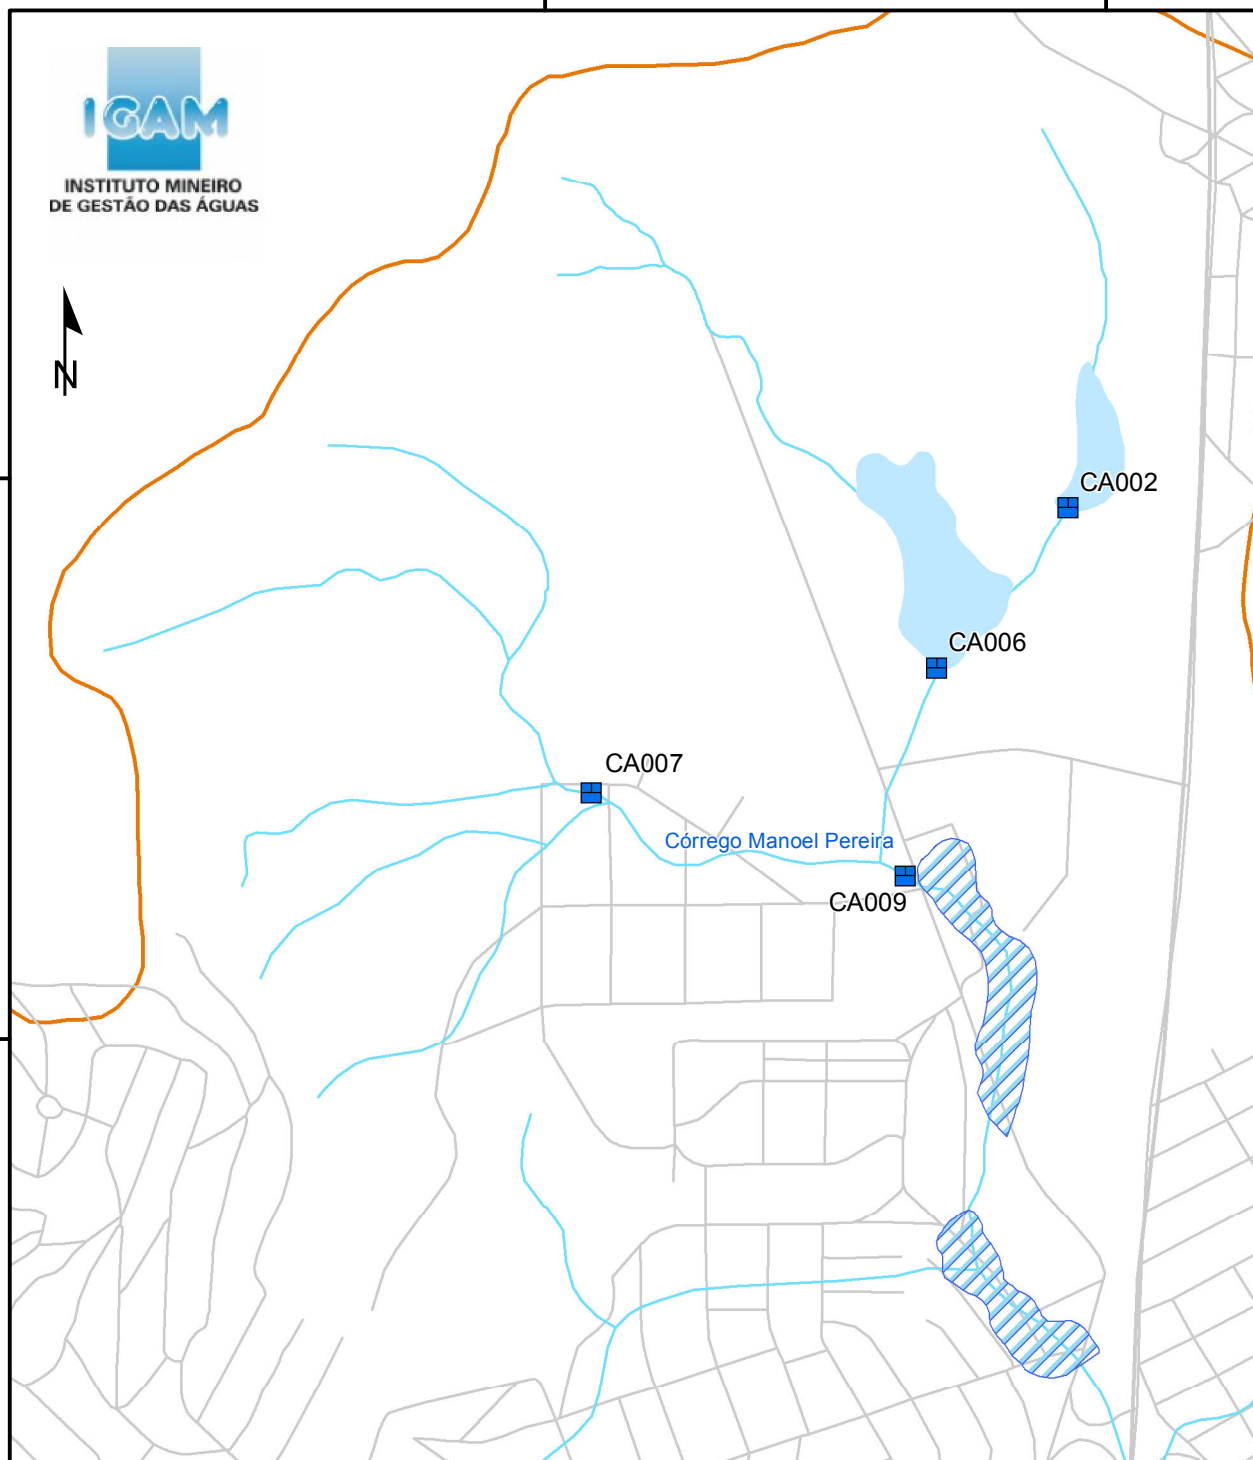 IGAM
INSTITUTO MINEIRO
DE GESTÃO DAS ÁGUAS
N
CA002
CA006
CA007
Córrego Manoel Pereira
CA009